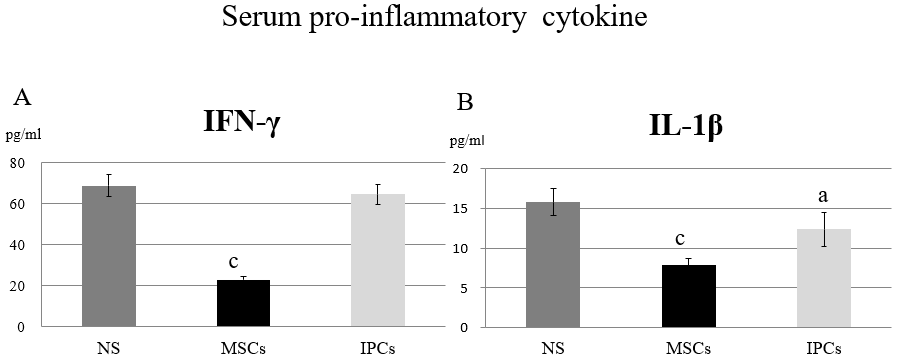 Serum pro-inflammatory cytokine
A
IFN-γ
pg/ml
80
60
40
20
0
c
NS MSCs IPCs
B
IL-1β
pg/ml
20
15
10
5
0
c
a
NS MSCs IPCs